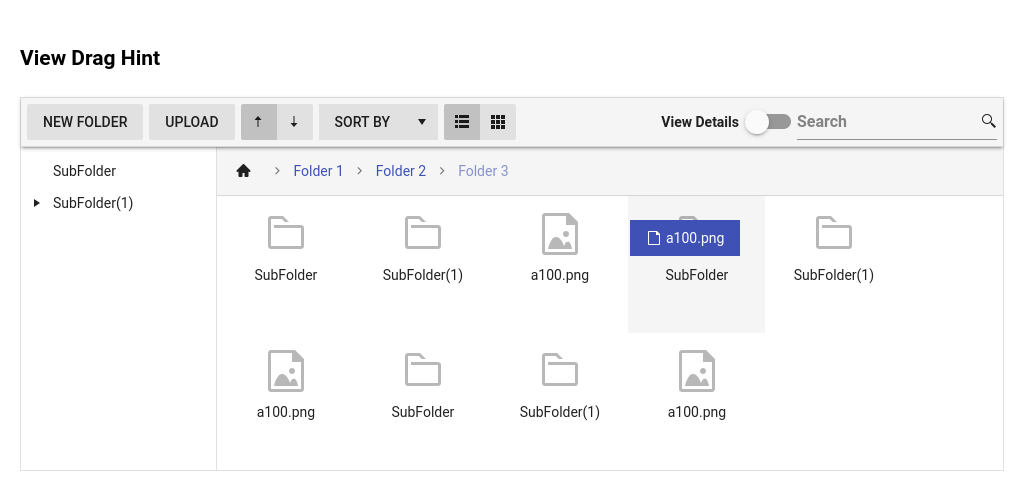 View Drag Hint
NEW FOLDER UPLOAD SORT BY View Details Search
SubFolder
SubFolder(1)
Folder 1 Folder 2 Folder 3
SubFolder SubFolder(1) a100.png SubFolder SubFolder(1)
a100.png
a100.png SubFolder SubFolder(1) a100.png